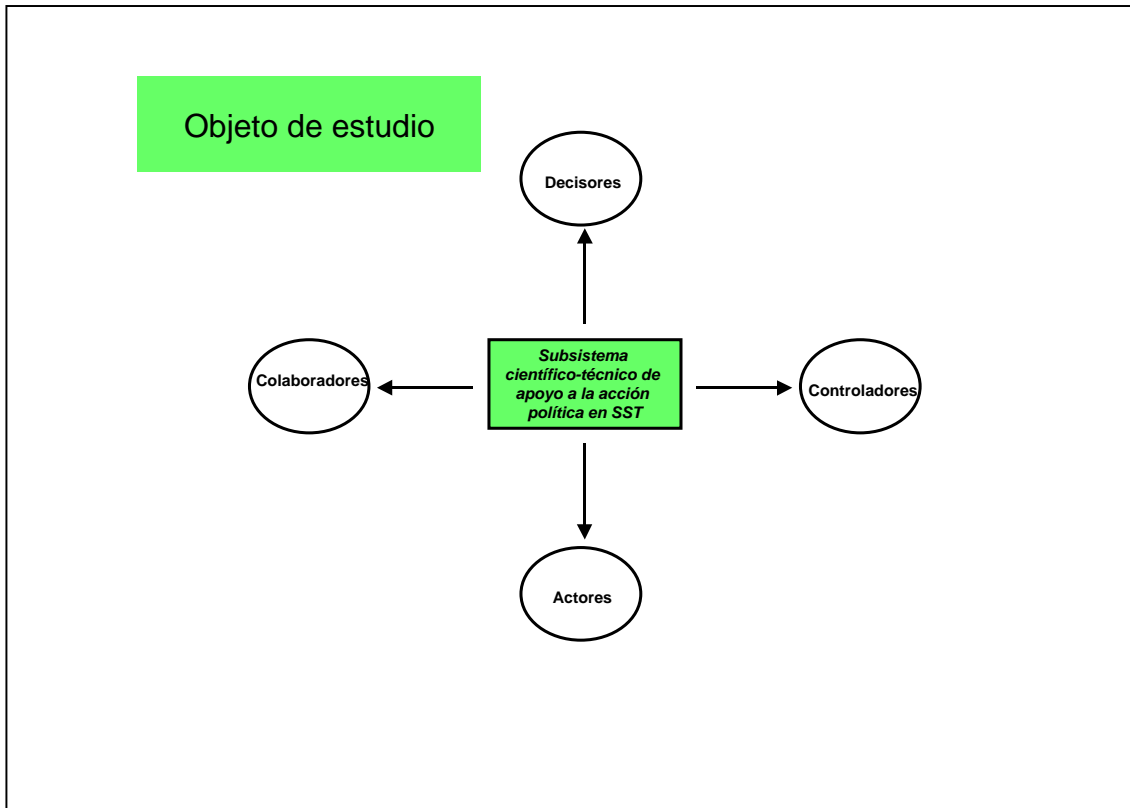 Objeto de estudio
Decisores
Colaboradores
Subsistema
científico-técnico de
apoyo a la acción
política en SST
Controladores
Actores